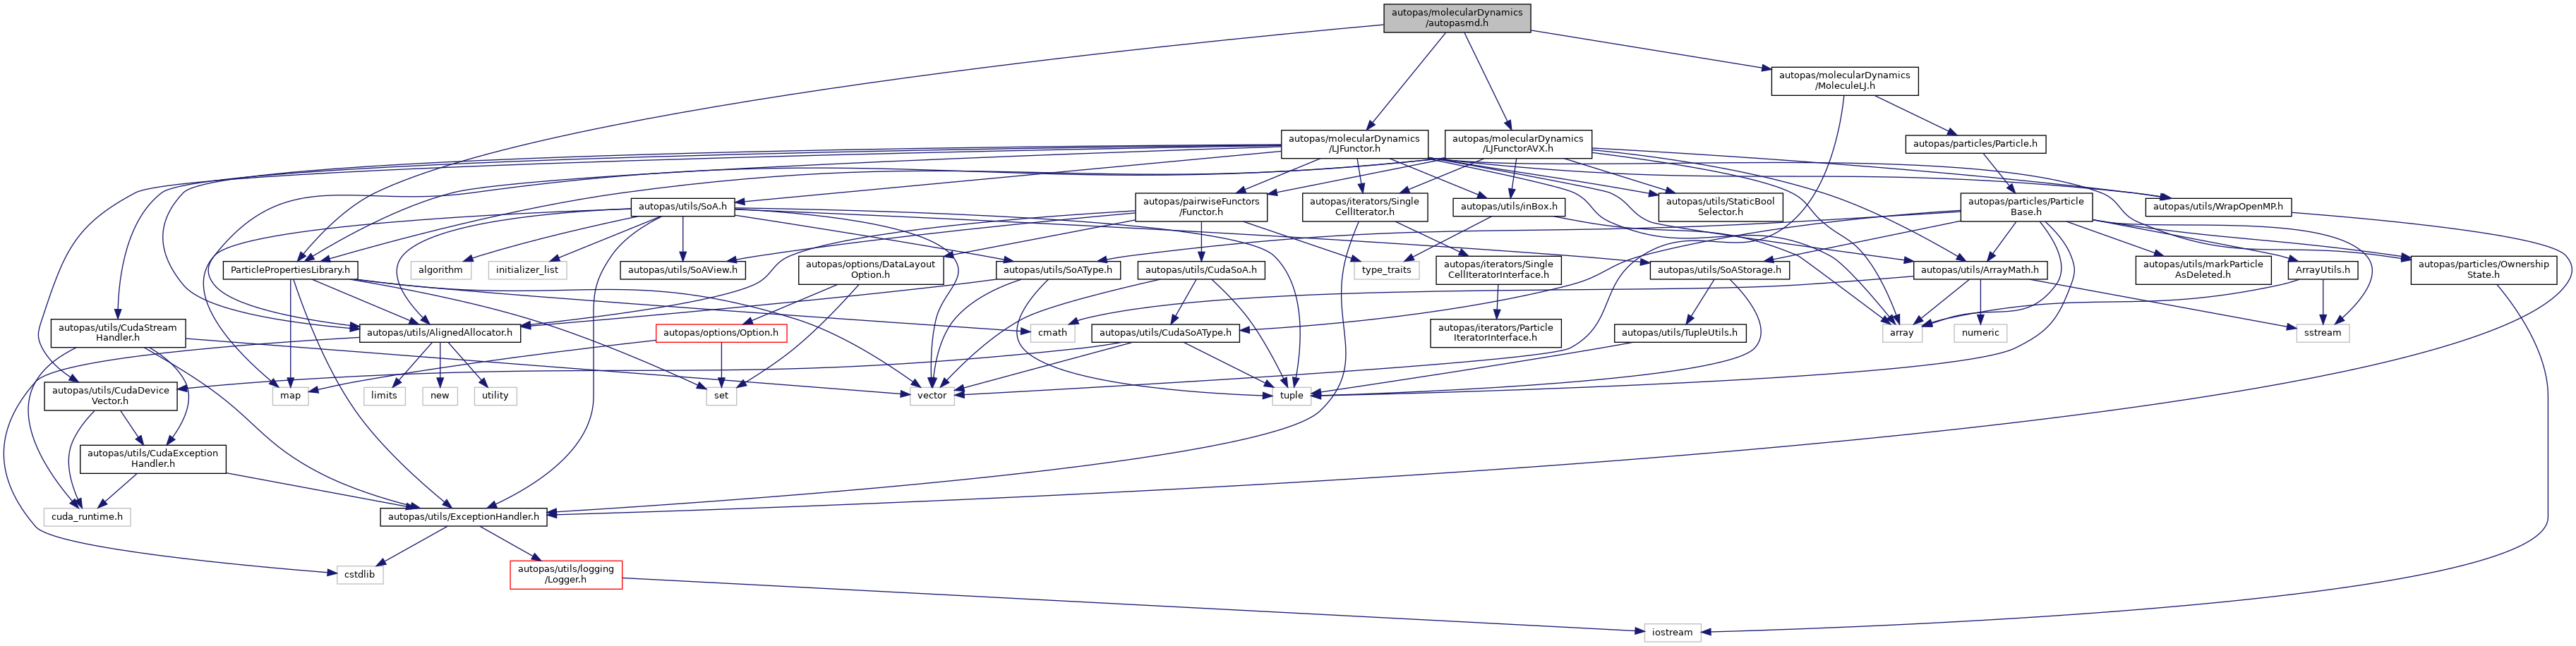 autopas/molecularDynamics
/autopasmd.h
autopas/molecularDynamics
/MoleculeLJ.h
autopas/molecularDynamics
/LJFunctor.h
autopas/molecularDynamics
/LJFunctorAVX.h
autopas/particles/Particle.h
autopas/utils/SoA.h
autopas/pairwiseFunctors
/Functor.h
autopas/iterators/Single
CellIterator.h
autopas/utils/inBox.h
autopas/utils/StaticBool
Selector.h
autopas/particles/Particle
Base.h
autopas/utils/WrapOpenMP.h
ParticlePropertiesLibrary.h
algorithm
initializer_list
autopas/utils/SoAView.h
autopas/options/DataLayout
Option.h
autopas/utils/SoAType.h
autopas/utils/CudaSoA.h
type_traits
autopas/iterators/Single
CellIteratorInterface.h
autopas/utils/SoAStorage.h
autopas/utils/ArrayMath.h
autopas/utils/markParticle
AsDeleted.h
ArrayUtils.h
autopas/particles/Ownership
State.h
autopas/utils/CudaStream
Handler.h
autopas/utils/AlignedAllocator.h
autopas/options/Option.h
cmath
autopas/utils/CudaSoAType.h
autopas/iterators/Particle
IteratorInterface.h
autopas/utils/TupleUtils.h
array
numeric
sstream
autopas/utils/CudaDevice
Vector.h
map
limits
new
utility
set
vector
tuple
autopas/utils/CudaException
Handler.h
cuda_runtime.h
autopas/utils/ExceptionHandler.h
cstdlib
autopas/utils/logging
/Logger.h
iostream